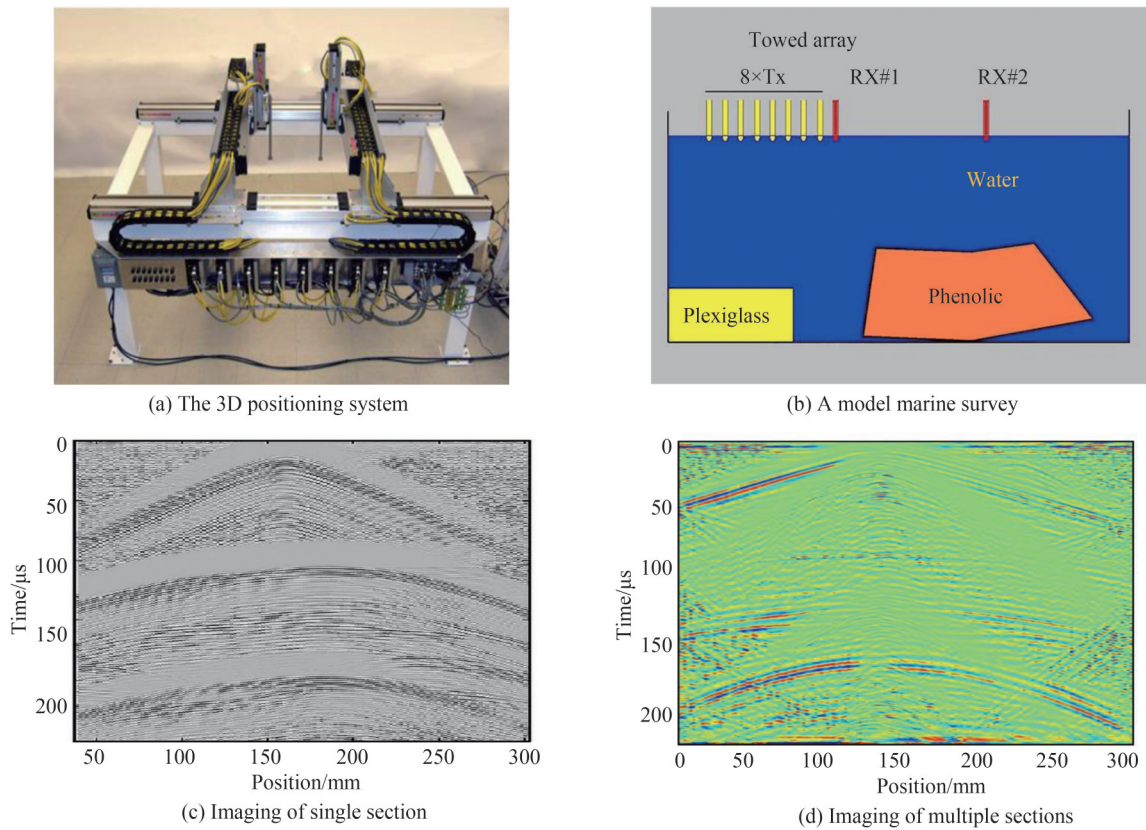 Towed array
8×Tx
RX#1
RX#2
Water
Phenolic
Plexiglass
(a) The 3D positioning system
(b) A model marine survey
0
50
100
150
200
Time/μs
50
100
150
200
250
300
Position/mm
(c) Imaging of single section
0
50
100
150
200
Time/μs
0
50
100
150
200
250
300
Position/mm
(d) Imaging of multiple sections